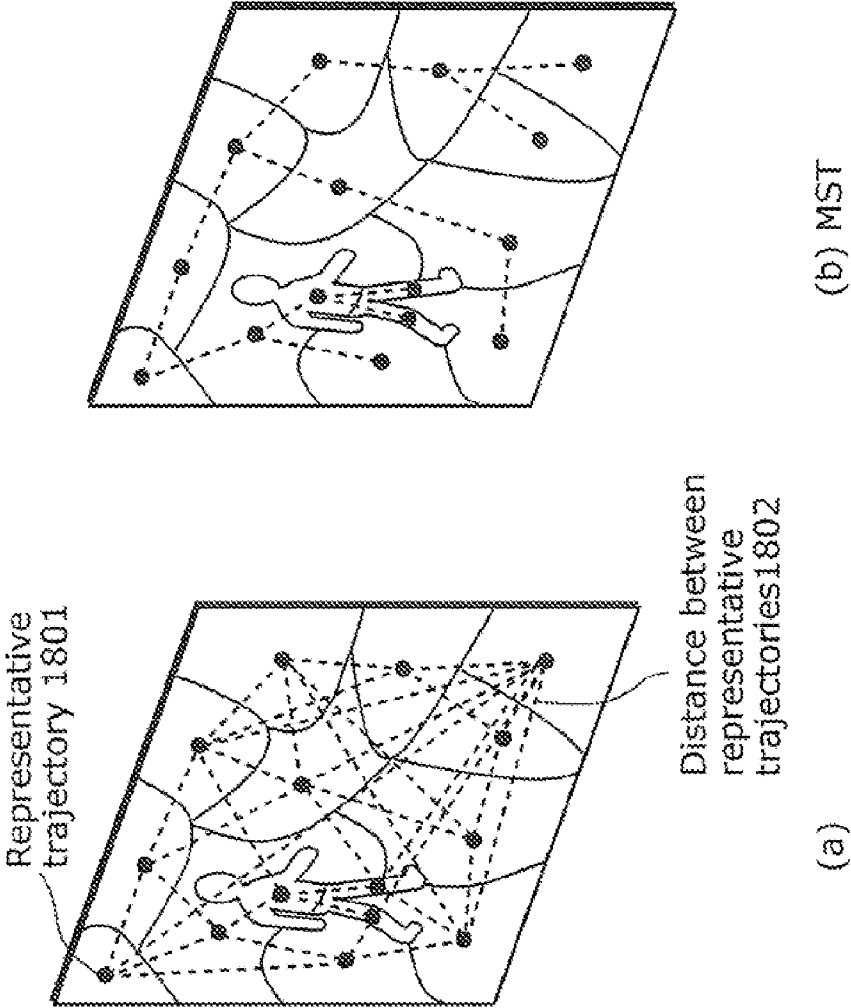 Representative
trajectory 1801
Distance between
representative
trajectories1802
(a)
(b) MST